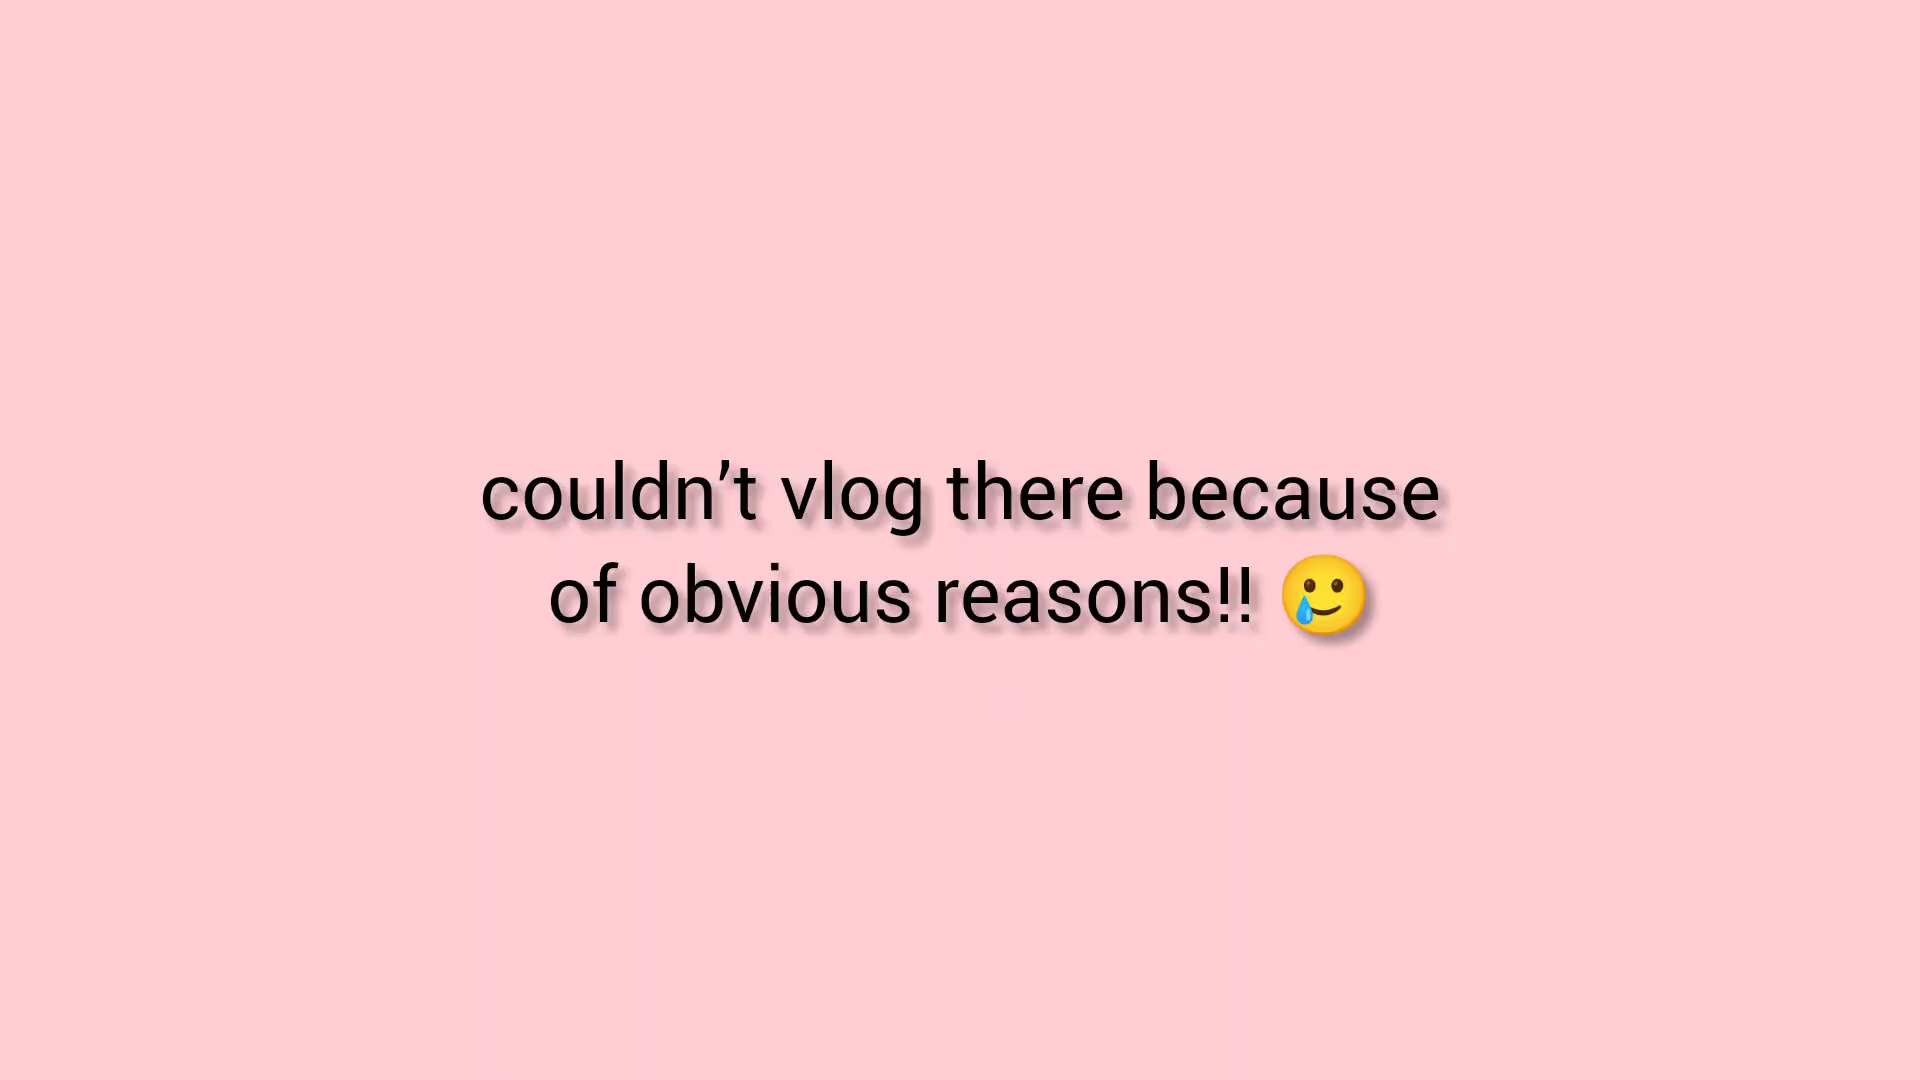 couldn’t vlog there because
of obvious reasons!! 🥲